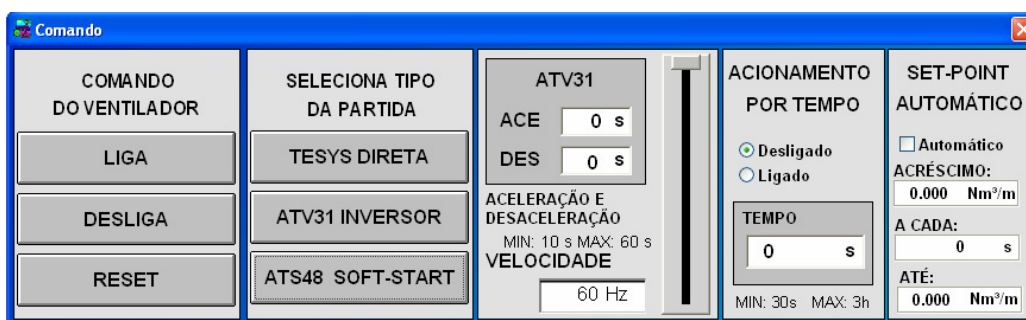 Comando
COMANDO
DO VENTILADOR
LIGA
DESLIGA
RESET
SELECIONA TIPO
DA PARTIDA
TESYS DIRETA
ATV31 INVERSOR
ATS48 SOFT-START
ATV31
ACE 0 s
DES 0 s
ACELERAÇÃO E
DESACELERAÇÃO
MIN: 10 s MAX: 60 s
VELOCIDADE
60 Hz
ACIONAMENTO
POR TEMPO
Desligado
Ligado
TEMPO
0 s
MIN: 30s MAX: 3h
SET-POINT
AUTOMÁTICO
Automático
ACRÉSCIMO:
0.000 Nm³/m
A CADA:
0 s
ATÉ:
0.000 Nm³/m